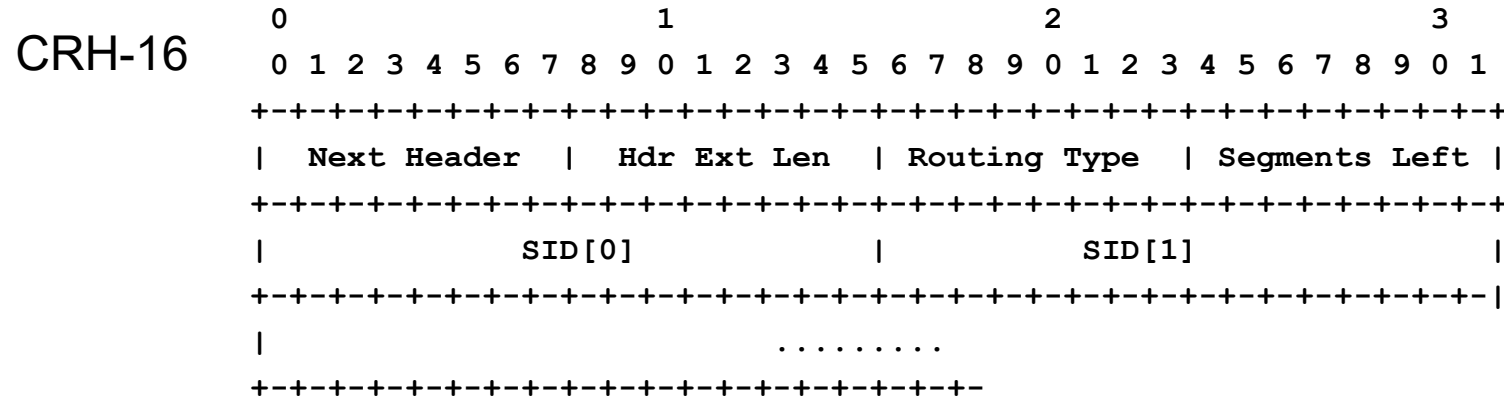 CRH-16
 0                   1                   2                   3
 0 1 2 3 4 5 6 7 8 9 0 1 2 3 4 5 6 7 8 9 0 1 2 3 4 5 6 7 8 9 0 1
+-+-+-+-+-+-+-+-+-+-+-+-+-+-+-+-+-+-+-+-+-+-+-+-+-+-+-+-+-+-+-+-+
|  Next Header  |  Hdr Ext Len  | Routing Type  | Segments Left |
+-+-+-+-+-+-+-+-+-+-+-+-+-+-+-+-+-+-+-+-+-+-+-+-+-+-+-+-+-+-+-+-+
|             SID[0]            |          SID[1]               |
+-+-+-+-+-+-+-+-+-+-+-+-+-+-+-+-+-+-+-+-+-+-+-+-+-+-+-+-+-+-+-+-|
|                          .........
+-+-+-+-+-+-+-+-+-+-+-+-+-+-+-+-+-+-+-